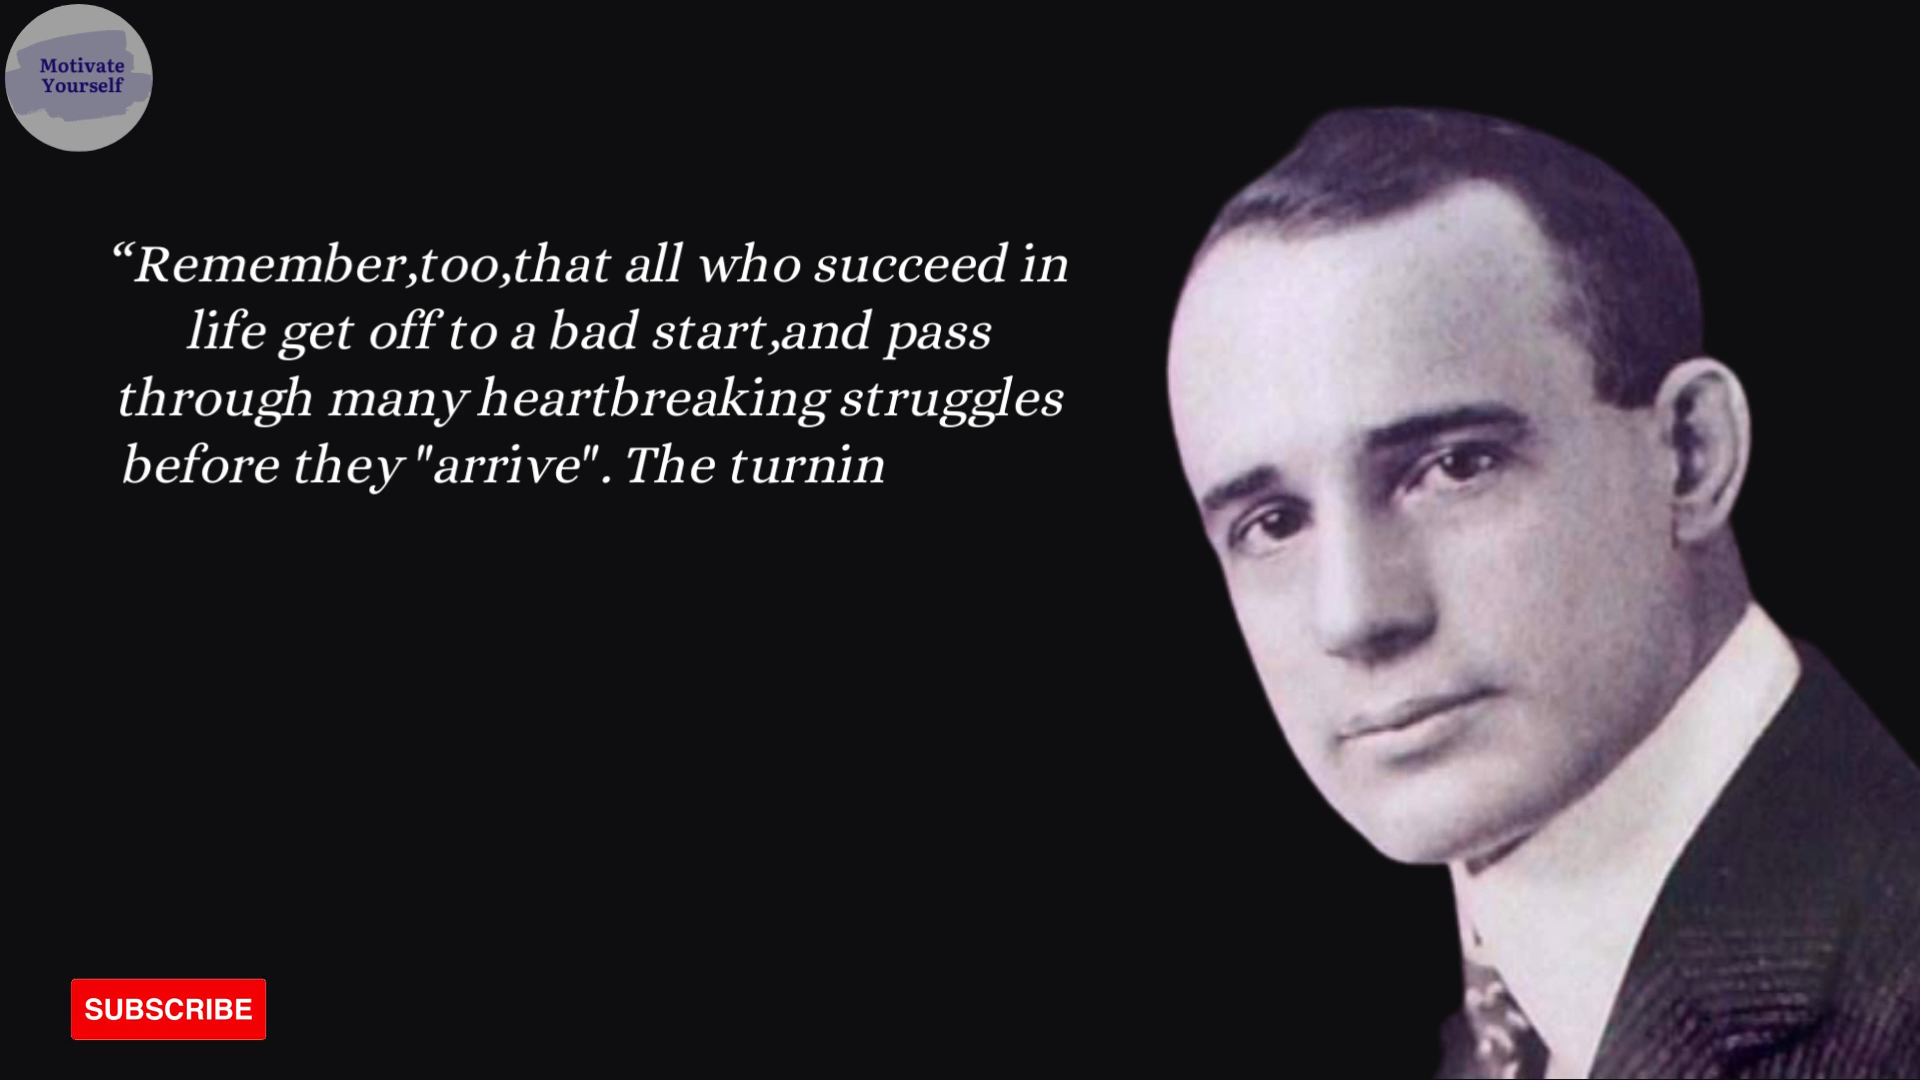 Motivate
Yourself
“Remember,too,that all who succeed in
life get off to a bad start,and pass
through many heartbreaking struggles
before they "arrive". The turnin
SUBSCRIBE